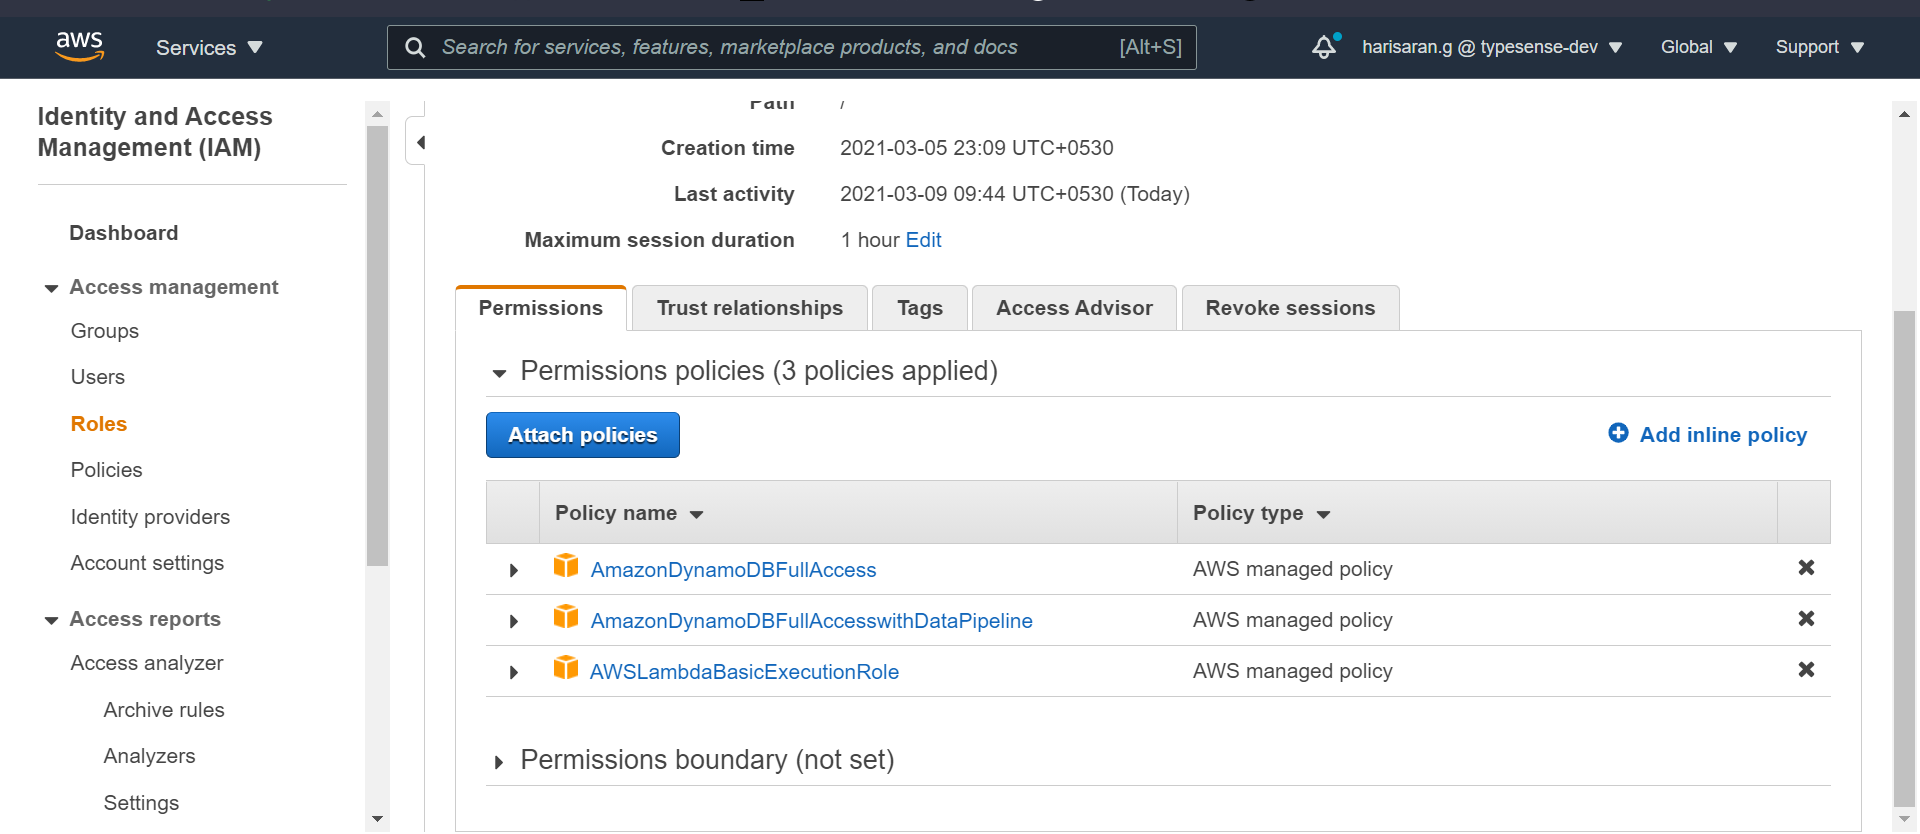 aws
Services
Search for services, features, marketplace products, and docs
[Alt+S]
harisaran.g @ typesense-dev
Global
Support
Identity and Access
Management (IAM)
Dashboard
Access management
Groups
Users
Roles
Policies
Identity providers
Account settings
Access reports
Access analyzer
Archive rules
Analyzers
Settings
Path /
Creation time 2021-03-05 23:09 UTC+0530
Last activity 2021-03-09 09:44 UTC+0530 (Today)
Maximum session duration 1 hour Edit
Permissions
Trust relationships
Tags
Access Advisor
Revoke sessions
Permissions policies (3 policies applied)
Attach policies
Add inline policy
Policy name Policy type
AmazonDynamoDBFullAccess AWS managed policy
AmazonDynamoDBFullAccesswithDataPipeline AWS managed policy
AWSLambdaBasicExecutionRole AWS managed policy
Permissions boundary (not set)